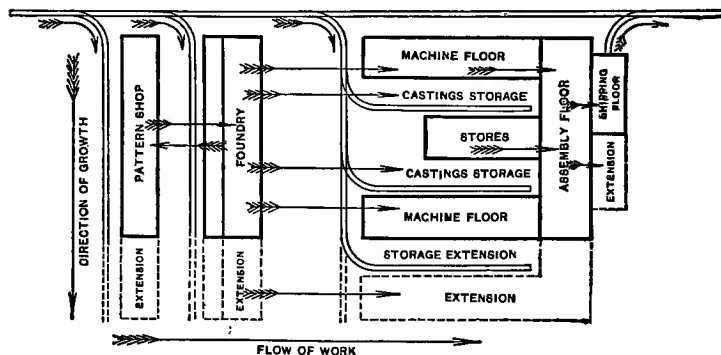 DIRECTION OF GROWTH
PATTERN SHOP
EXTENSION
FOUNDRY
EXTENSION
MACHINE FLOOR
CASTINGS STORAGE
STORES
CASTINGS STORAGE
MACHINE FLOOR
STORAGE EXTENSION
EXTENSION
ASSEMBLY FLOOR
SHIPPING
FLOOR
EXTENSION
FLOW OF WORK